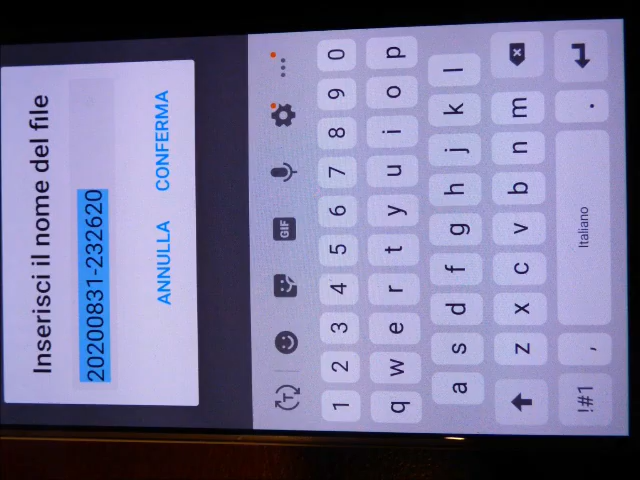 Inserisci il nome del file
20200831-232620
ANNULLA CONFERMA
T GIF
1 2 3 4 5 6 7 8 9 0
q w e r t y u i o p
a s d f g h j k l
z x c v b n m
!#1 , Italiano .